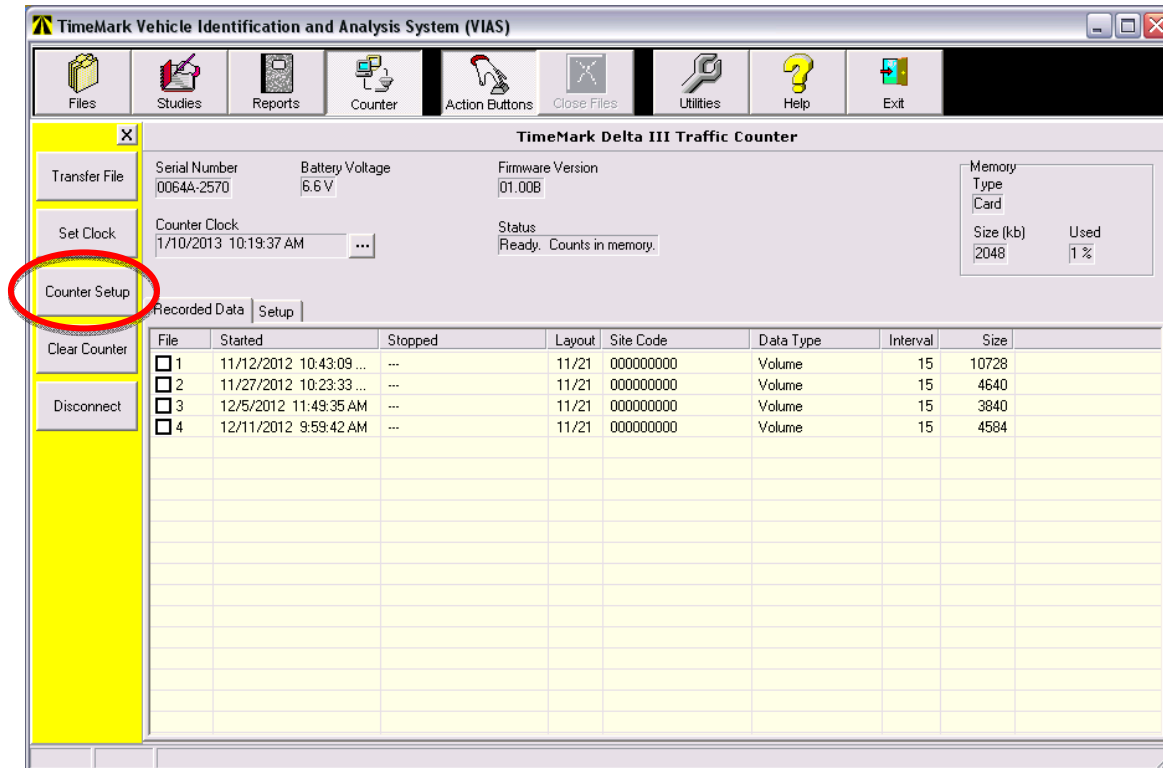 TimeMark Vehicle Identification and Analysis System (VIAS)
Files Studies Reports Counter Action Buttons Close Files Utilities Help Exit
TimeMark Delta III Traffic Counter
Transfer File
Set Clock
Counter Setup
Clear Counter
Disconnect
Serial Number Battery Voltage Firmware Version
0064A-2570 6.6 V 01.00B
Counter Clock Status
1/10/2013 10:19:37 AM ... Ready. Counts in memory.
Memory
Type
Card
Size (kb) Used
2048 1 %
Recorded Data Setup
File Started Stopped Layout Site Code Data Type Interval Size
1 11/12/2012 10:43:09 ... --- 11/21 000000000 Volume 15 10728
2 11/27/2012 10:23:33 ... --- 11/21 000000000 Volume 15 4640
3 12/5/2012 11:49:35 AM --- 11/21 000000000 Volume 15 3840
4 12/11/2012 9:59:42 AM --- 11/21 000000000 Volume 15 4584